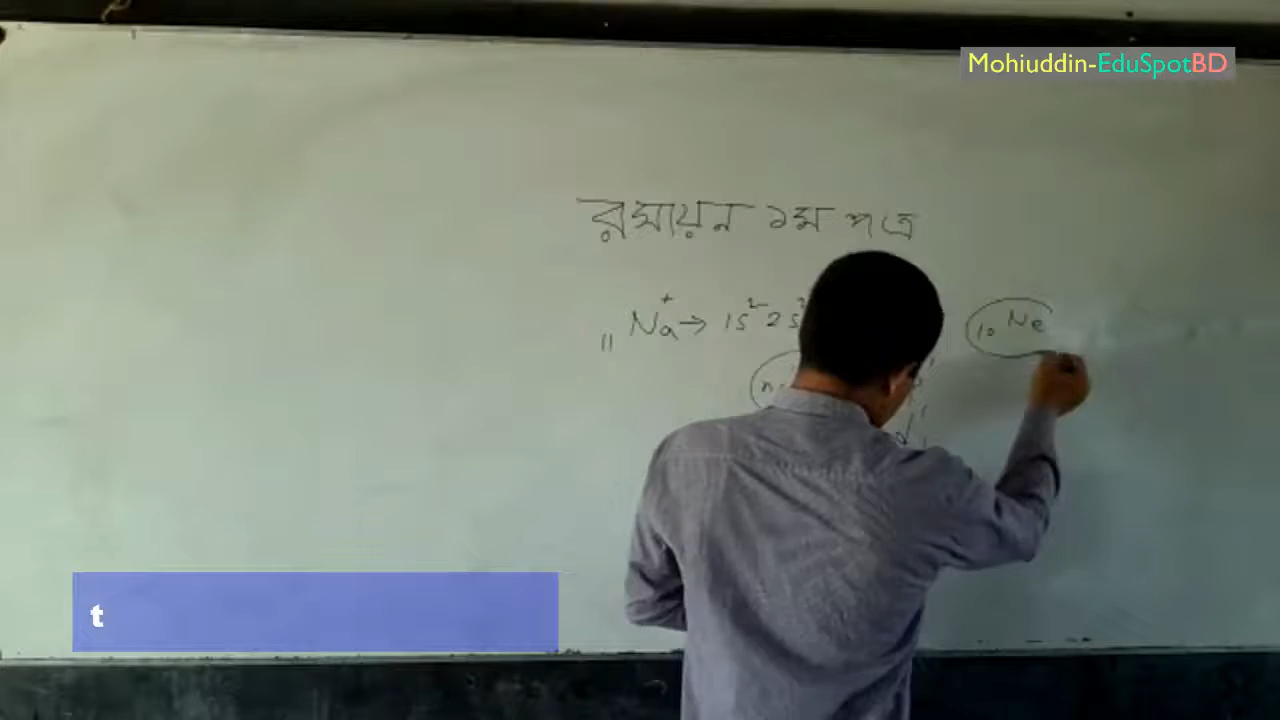 Mohiuddin-EduSpotBD
রসায়ন ১ম পত্র
₁₁Na⁺ → 1s² 2s² ₁₀Ne
t